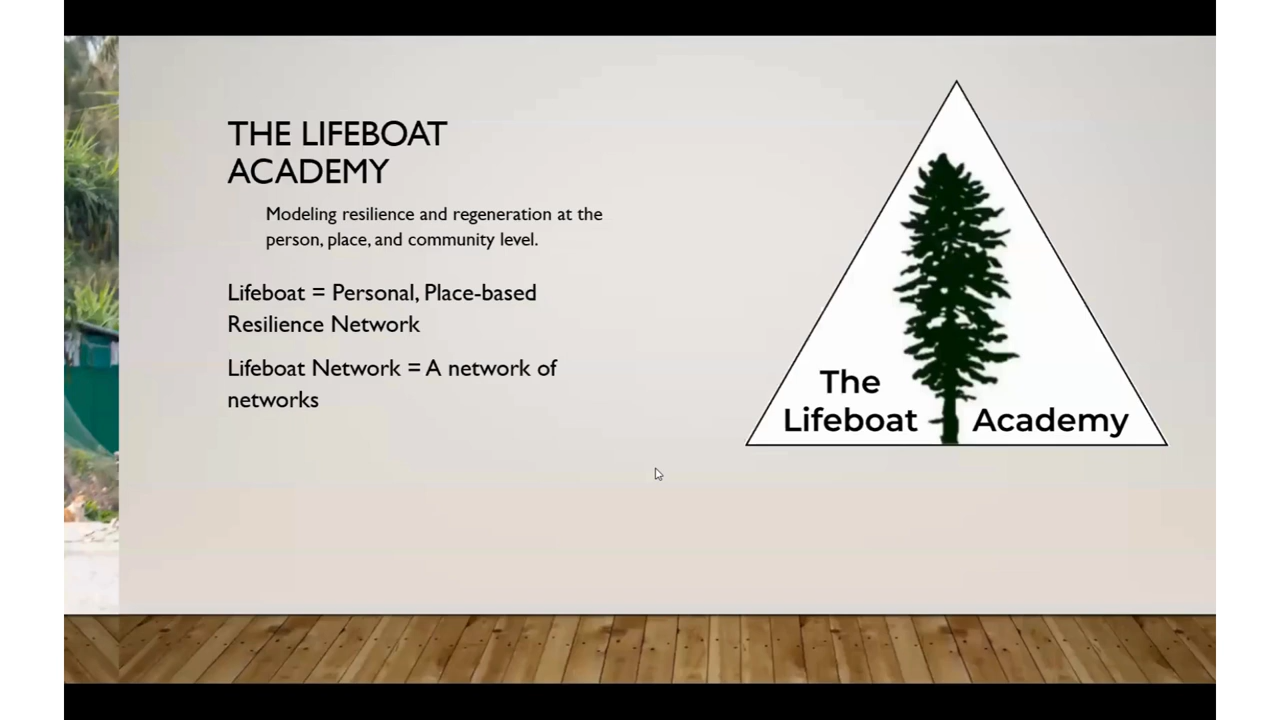 THE LIFEBOAT
ACADEMY
Modeling resilience and regeneration at the
person, place, and community level.
Lifeboat = Personal, Place-based
Resilience Network
Lifeboat Network = A network of
networks
The
Lifeboat Academy